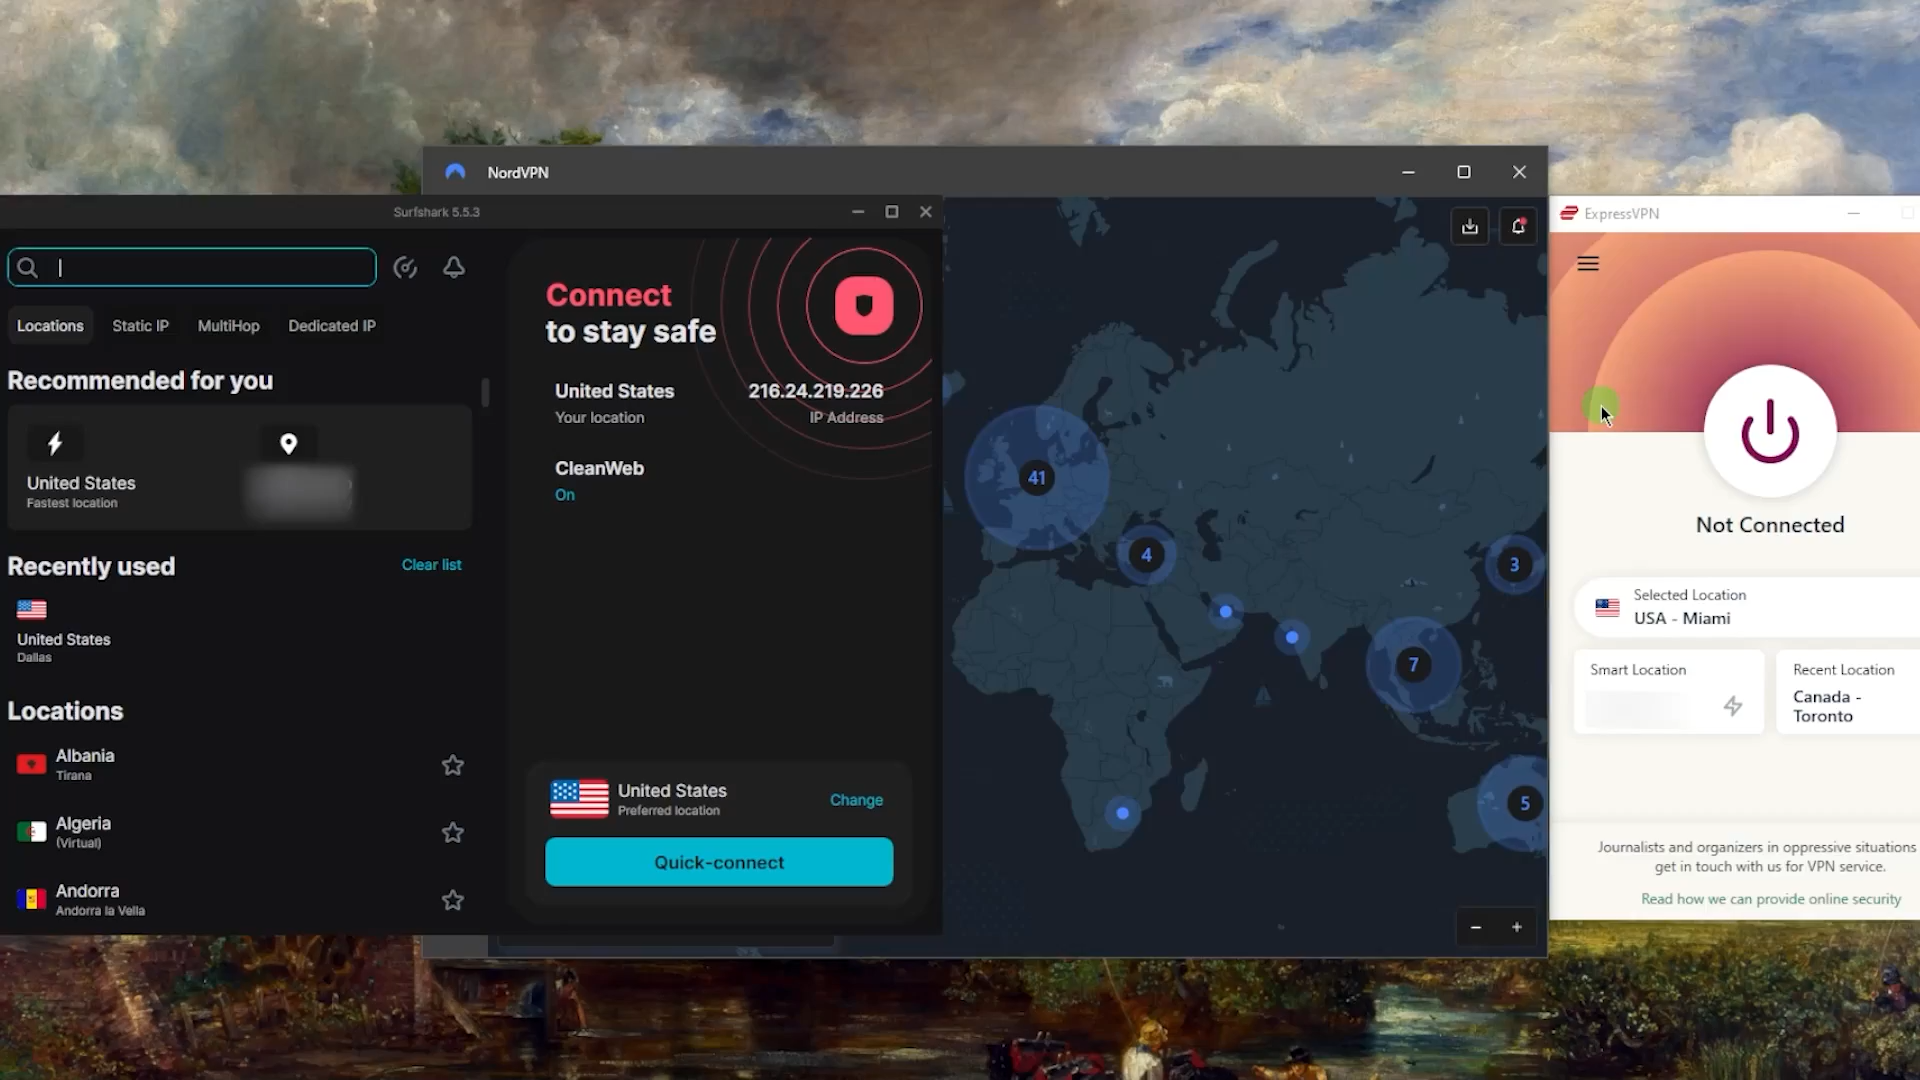 NordVPN
Surfshark 5.5.3
Locations
Static IP
MultiHop
Dedicated IP
Recommended for you
United States
Fastest location
Recently used
Clear list
United States
Dallas
Locations
Albania
Tirana
Algeria
(Virtual)
Andorra
Andorra la Vella
Connect
to stay safe
United States
216.24.219.226
Your location
IP Address
CleanWeb
On
United States
Preferred location
Change
Quick-connect
41
4
3
7
5
ExpressVPN
Not Connected
Selected Location
USA - Miami
Smart Location
Recent Location
Canada -
Toronto
Journalists and organizers in oppressive situations
get in touch with us for VPN service.
Read how we can provide online security